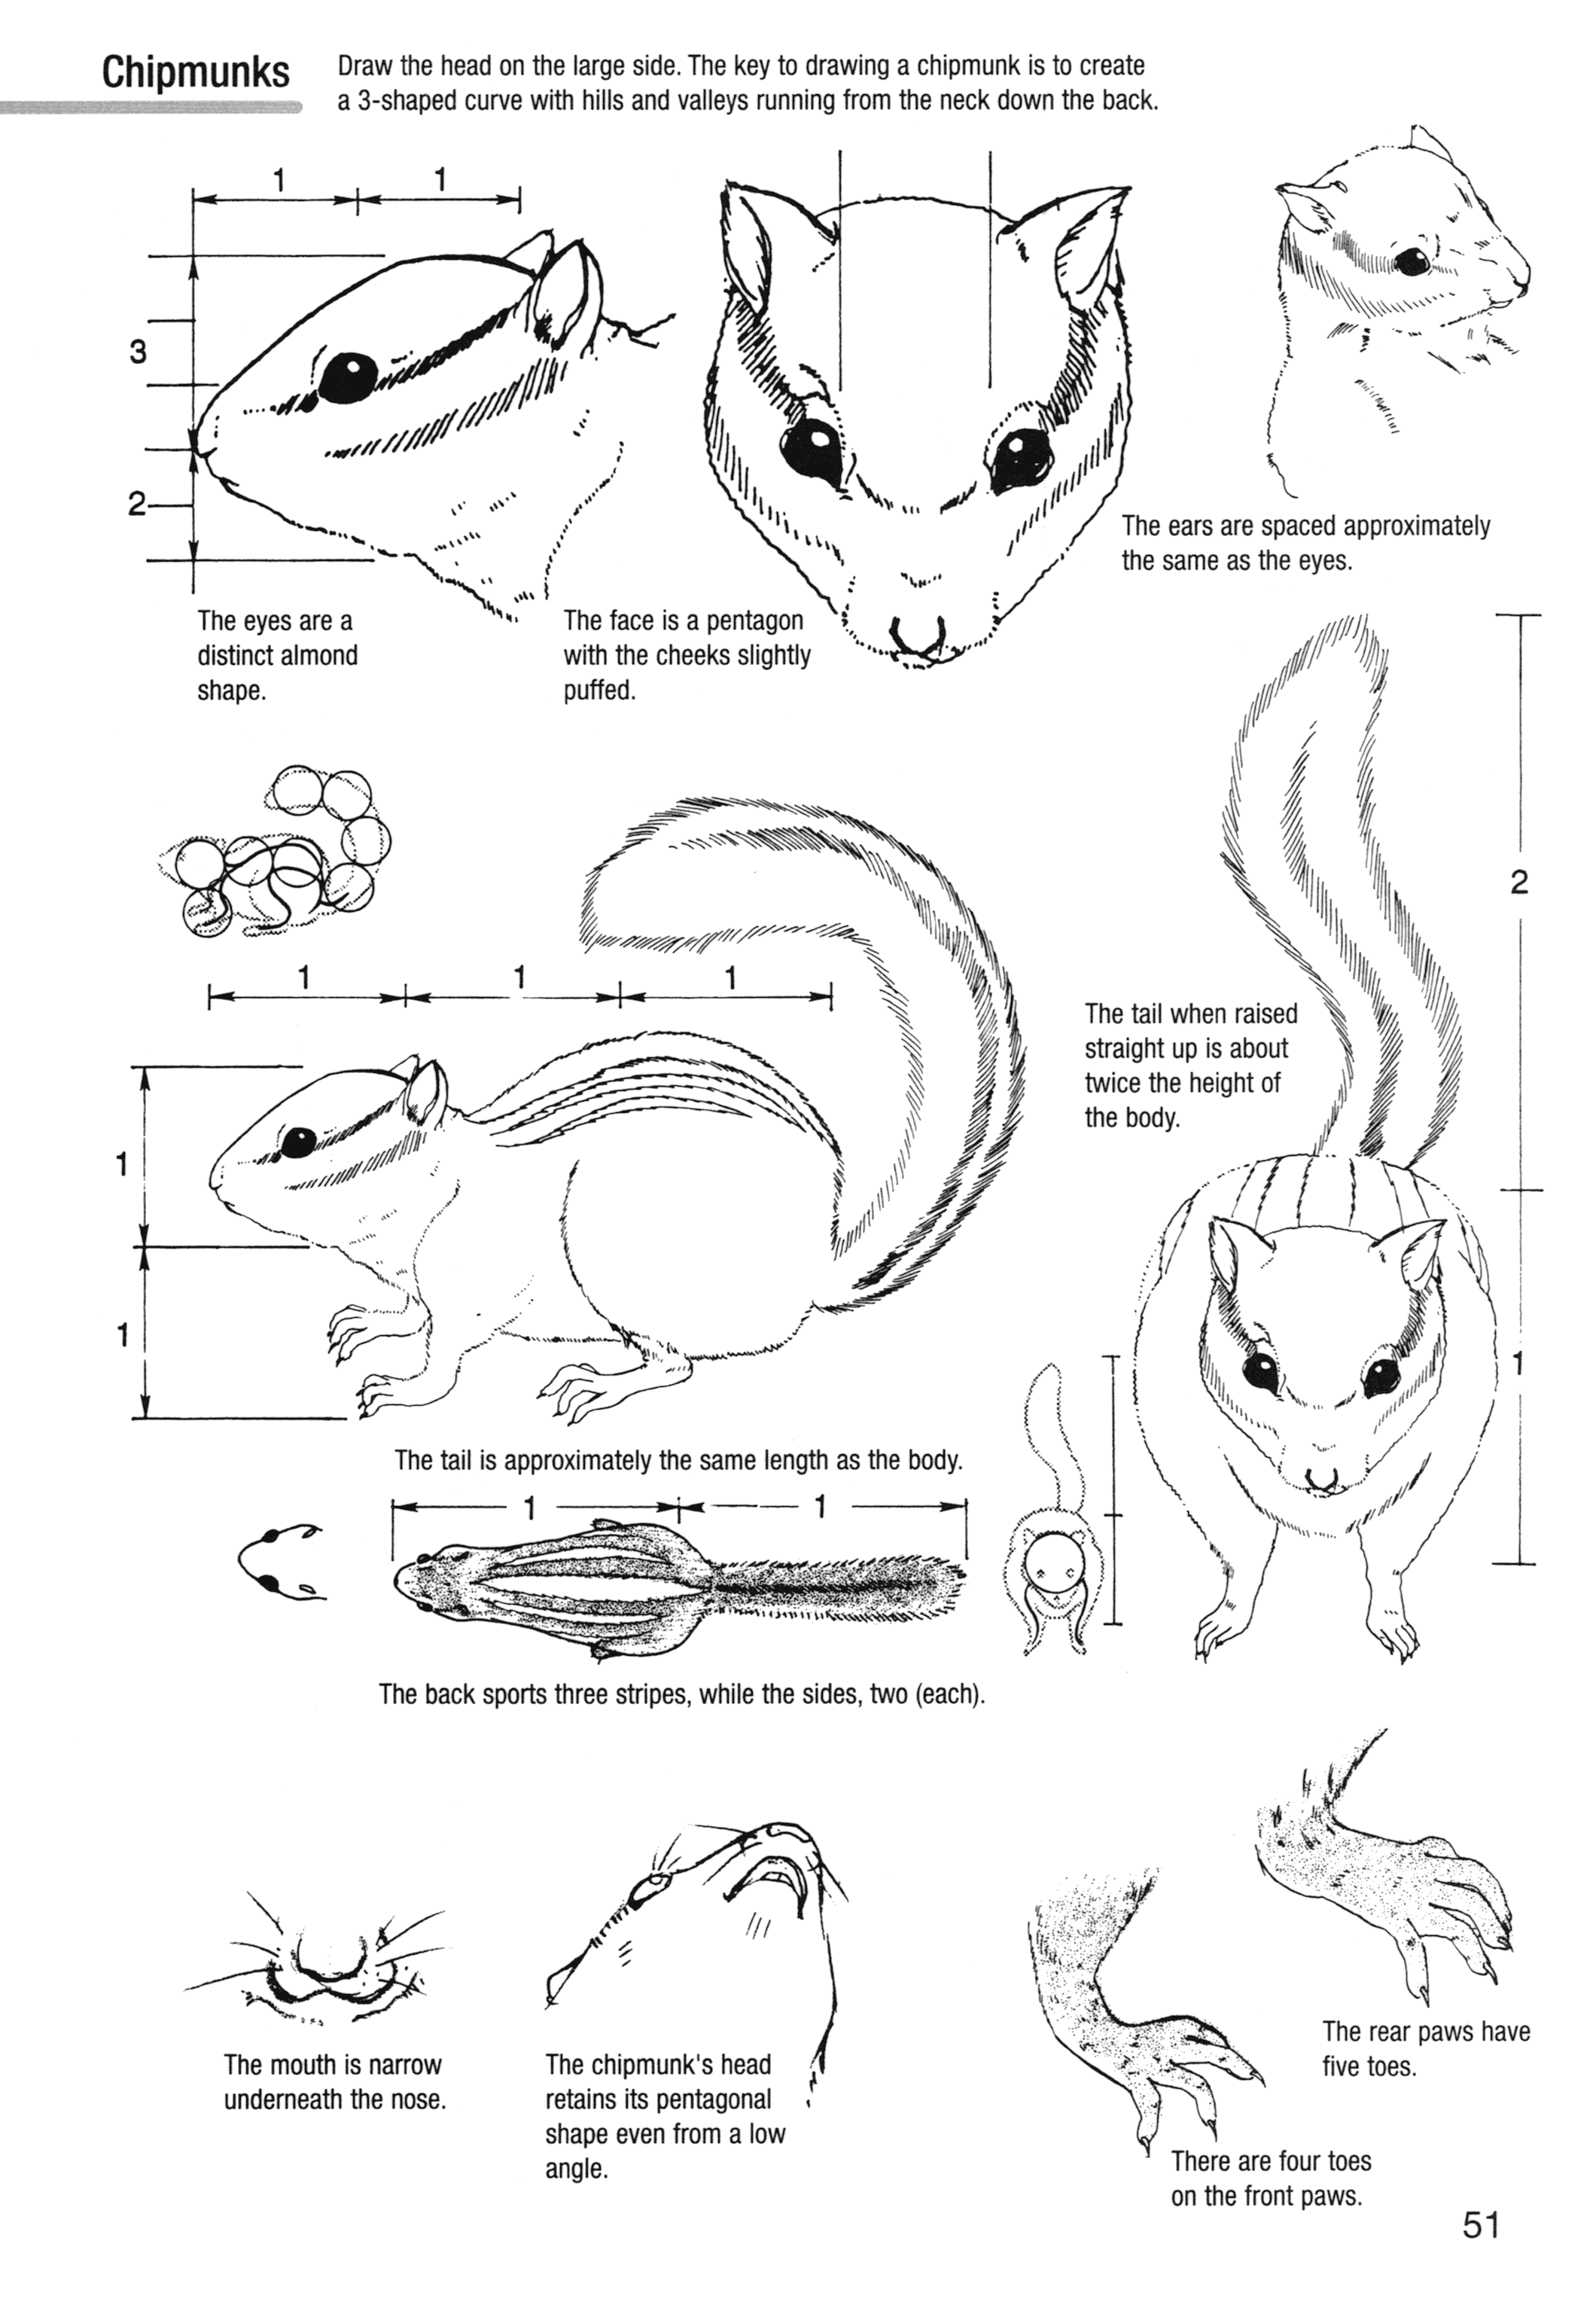 Chipmunks
Draw the head on the large side. The key to drawing a chipmunk is to create
a 3-shaped curve with hills and valleys running from the neck down the back.
1
1
3
2
The eyes are a
distinct almond
shape.
The face is a pentagon
with the cheeks slightly
puffed.
The ears are spaced approximately
the same as the eyes.
2
1
1
1
1
1
The tail when raised
straight up is about
twice the height of
the body.
1
The tail is approximately the same length as the body.
1
1
The back sports three stripes, while the sides, two (each).
The mouth is narrow
underneath the nose.
The chipmunk's head
retains its pentagonal
shape even from a low
angle.
The rear paws have
five toes.
There are four toes
on the front paws.
51